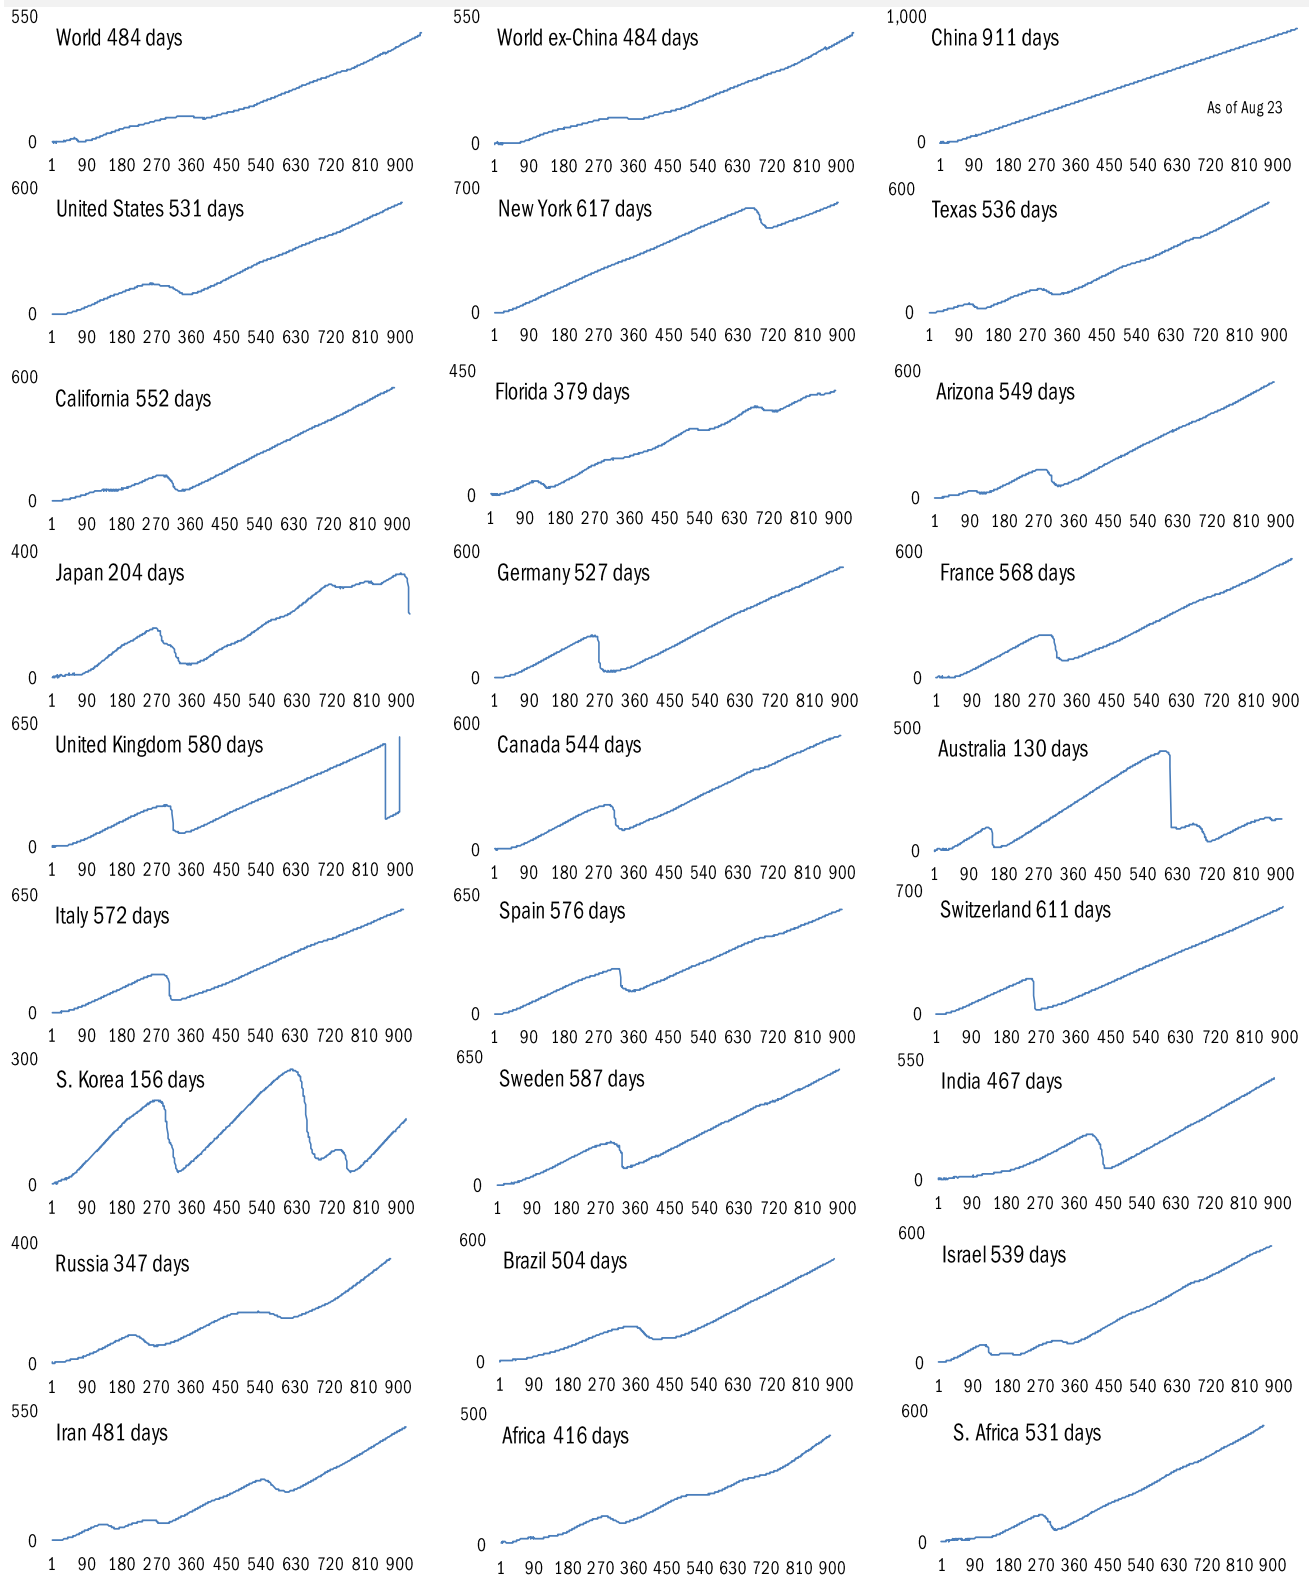 550 550 1,000
World 484 days World ex-China 484 days China 911 days
As of Aug 23
0 0 0
1 90 180 270 360 450 540 630 720 810 900 1 90 180 270 360 450 540 630 720 810 900 1 90 180 270 360 450 540 630 720 810 900
600 700 600
United States 531 days New York 617 days Texas 536 days
0 0 0
1 90 180 270 360 450 540 630 720 810 900 1 90 180 270 360 450 540 630 720 810 900 1 90 180 270 360 450 540 630 720 810 900
600 450 600
California 552 days Florida 379 days Arizona 549 days
0 0 0
1 90 180 270 360 450 540 630 720 810 900 1 90 180 270 360 450 540 630 720 810 900 1 90 180 270 360 450 540 630 720 810 900
400 600 600
Japan 204 days Germany 527 days France 568 days
0 0 0
1 90 180 270 360 450 540 630 720 810 900 1 90 180 270 360 450 540 630 720 810 900 1 90 180 270 360 450 540 630 720 810 900
650 600 500
United Kingdom 580 days Canada 544 days Australia 130 days
0 0 0
1 90 180 270 360 450 540 630 720 810 900 1 90 180 270 360 450 540 630 720 810 900 1 90 180 270 360 450 540 630 720 810 900
650 650 700
Italy 572 days Spain 576 days Switzerland 611 days
0 0 0
1 90 180 270 360 450 540 630 720 810 900 1 90 180 270 360 450 540 630 720 810 900 1 90 180 270 360 450 540 630 720 810 900
300 650 550
S. Korea 156 days Sweden 587 days India 467 days
0 0 0
1 90 180 270 360 450 540 630 720 810 900 1 90 180 270 360 450 540 630 720 810 900 1 90 180 270 360 450 540 630 720 810 900
400 600 600
Russia 347 days Brazil 504 days Israel 539 days
0 0 0
1 90 180 270 360 450 540 630 720 810 900 1 90 180 270 360 450 540 630 720 810 900 1 90 180 270 360 450 540 630 720 810 900
550 500 600
Iran 481 days Africa 416 days S. Africa 531 days
0 0 0
1 90 180 270 360 450 540 630 720 810 900 1 90 180 270 360 450 540 630 720 810 900 1 90 180 270 360 450 540 630 720 810 900